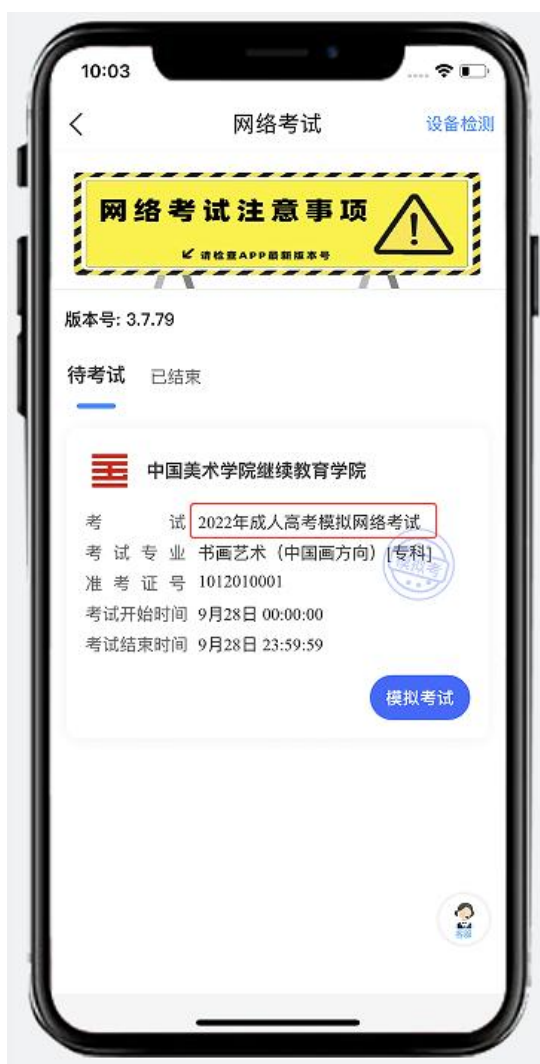 10:03
网络考试
设备检测
网络考试注意事项
请检查APP最新版本号
版本号: 3.7.79
待考试 已结束
中国美术学院继续教育学院
考 试 2022年成人高考模拟网络考试
考 试 专 业 书画艺术（中国画方向）[专科]
准 考 证 号 1012010001
考试开始时间 9月28日 00:00:00
考试结束时间 9月28日 23:59:59
模拟考
模拟考试
客服